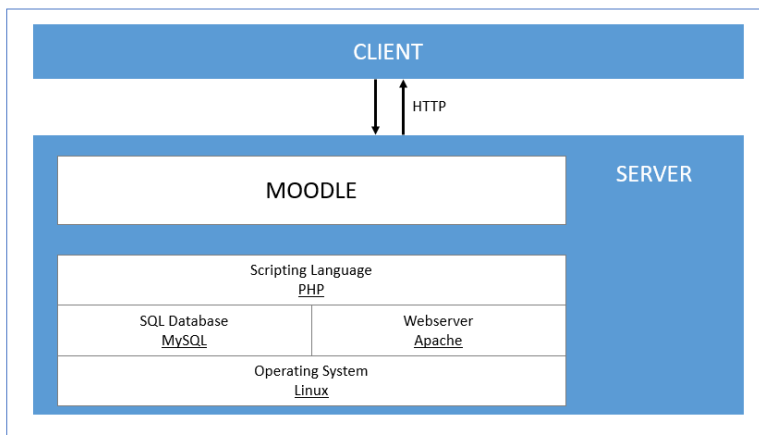 CLIENT
HTTP
SERVER
MOODLE
Scripting Language
PHP
SQL Database
MySQL
Webserver
Apache
Operating System
Linux